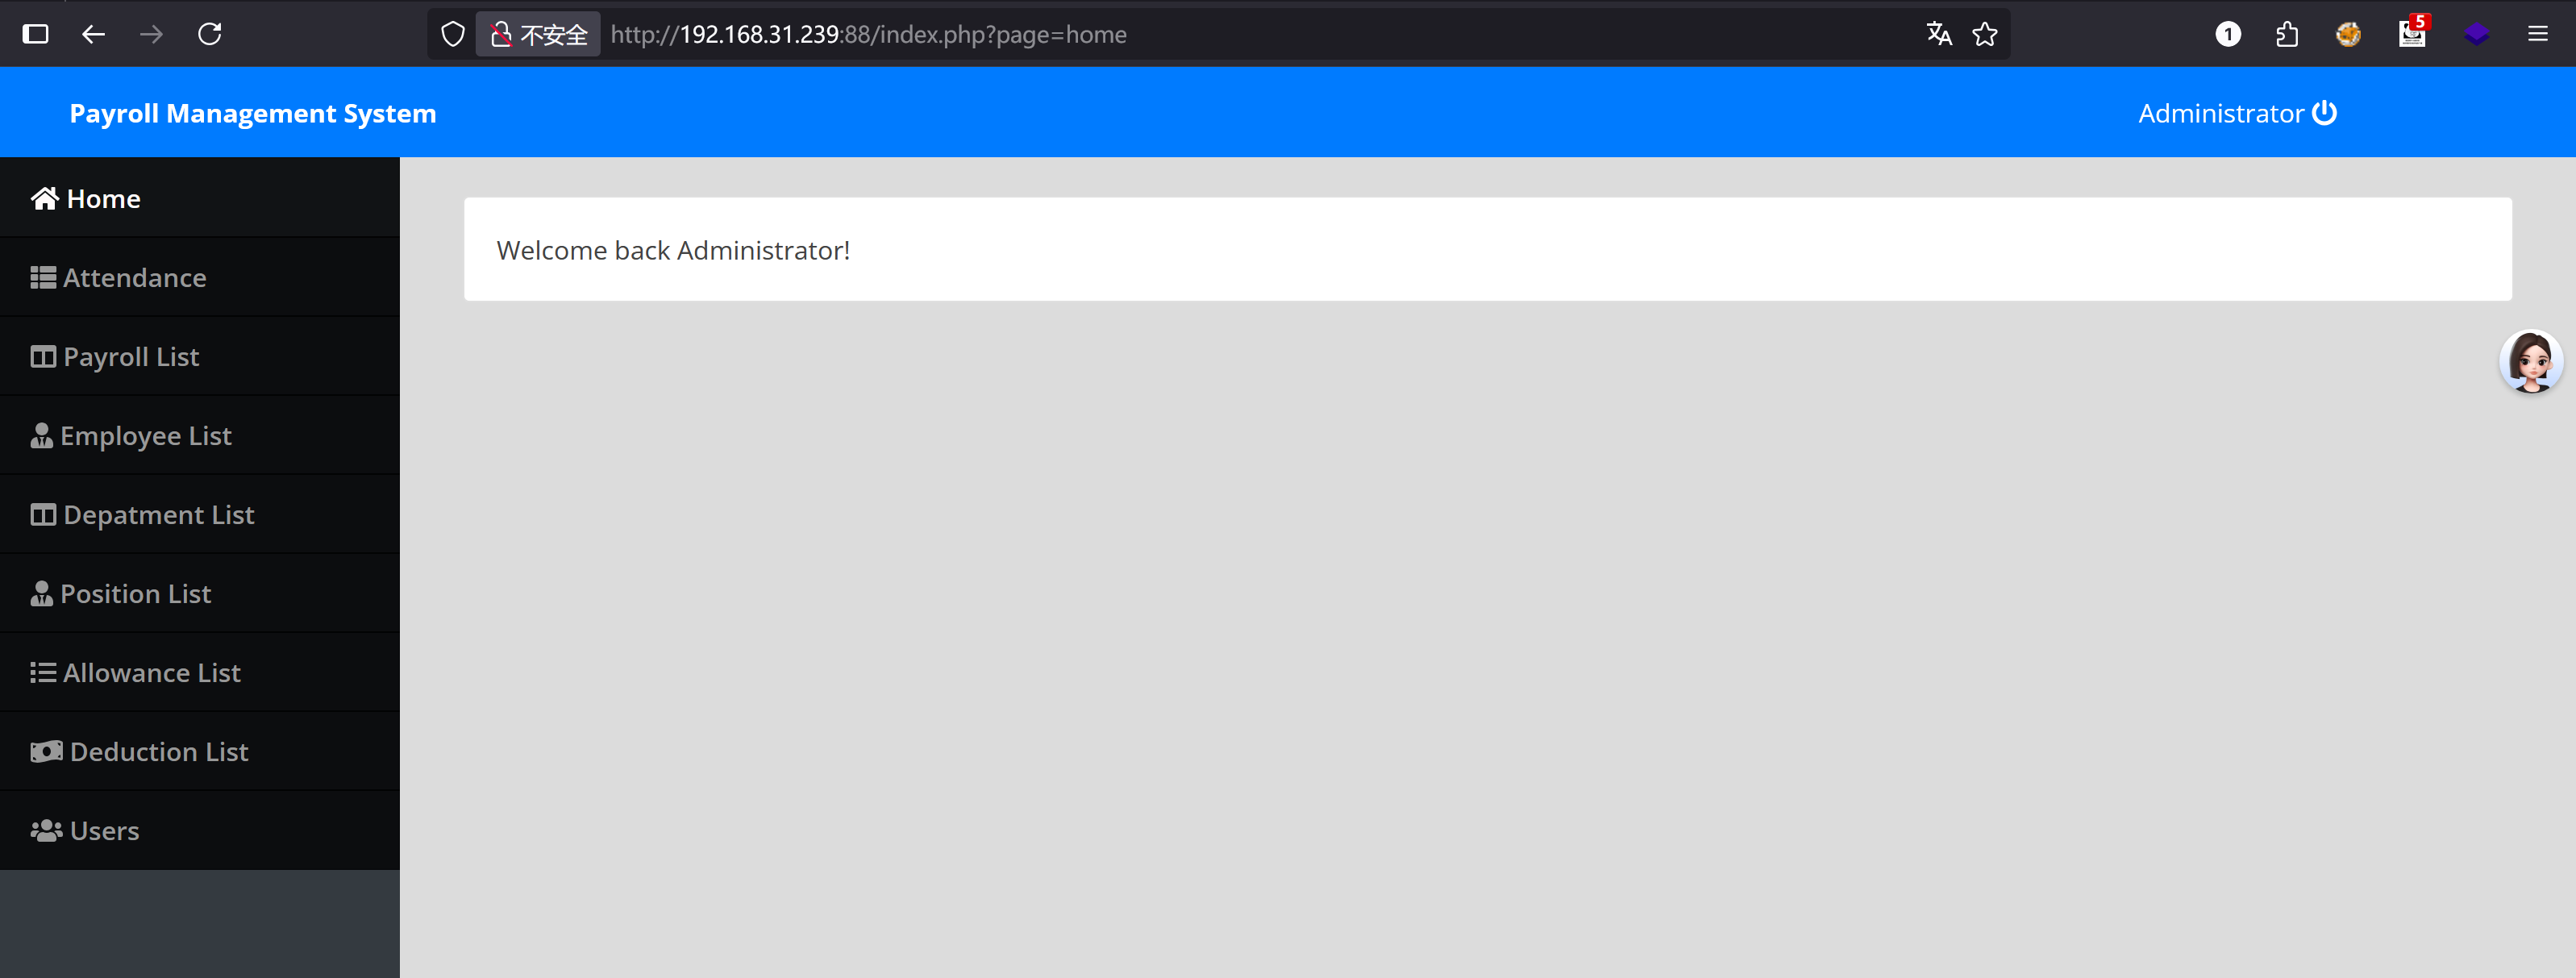 不安全 http://192.168.31.239:88/index.php?page=home
1
5
Payroll Management System
Administrator
Home
Welcome back Administrator!
Attendance
Payroll List
Employee List
Depatment List
Position List
Allowance List
Deduction List
Users